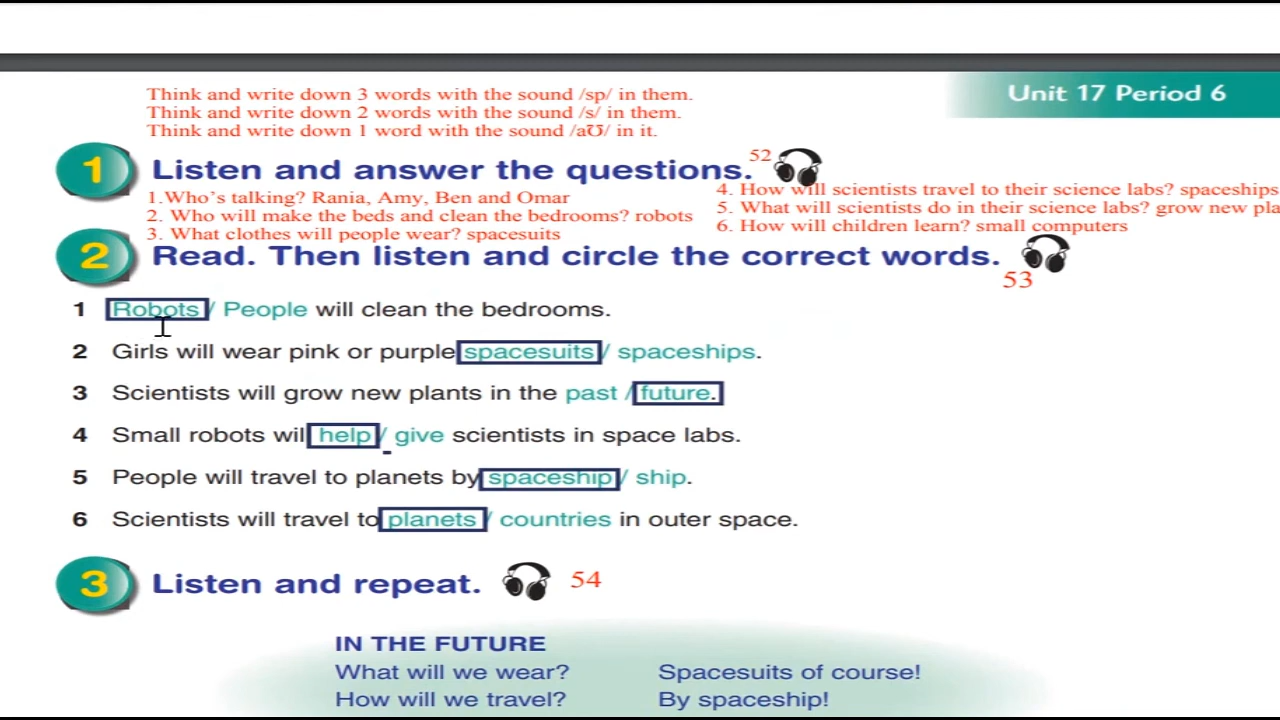 Unit 17 Period 6
Think and write down 3 words with the sound /sp/ in them.
Think and write down 2 words with the sound /s/ in them.
Think and write down 1 word with the sound /aƱ/ in it.
1 Listen and answer the questions. 52
1.Who's talking? Rania, Amy, Ben and Omar
2. Who will make the beds and clean the bedrooms? robots
3. What clothes will people wear? spacesuits
4. How will scientists travel to their science labs? spaceships
5. What will scientists do in their science labs? grow new pla
6. How will children learn? small computers
2 Read. Then listen and circle the correct words. 53
1 Robots / People will clean the bedrooms.
2 Girls will wear pink or purple spacesuits / spaceships.
3 Scientists will grow new plants in the past / future.
4 Small robots wil help / give scientists in space labs.
5 People will travel to planets by spaceship / ship.
6 Scientists will travel to planets / countries in outer space.
3 Listen and repeat. 54
IN THE FUTURE
What will we wear? Spacesuits of course!
How will we travel? By spaceship!